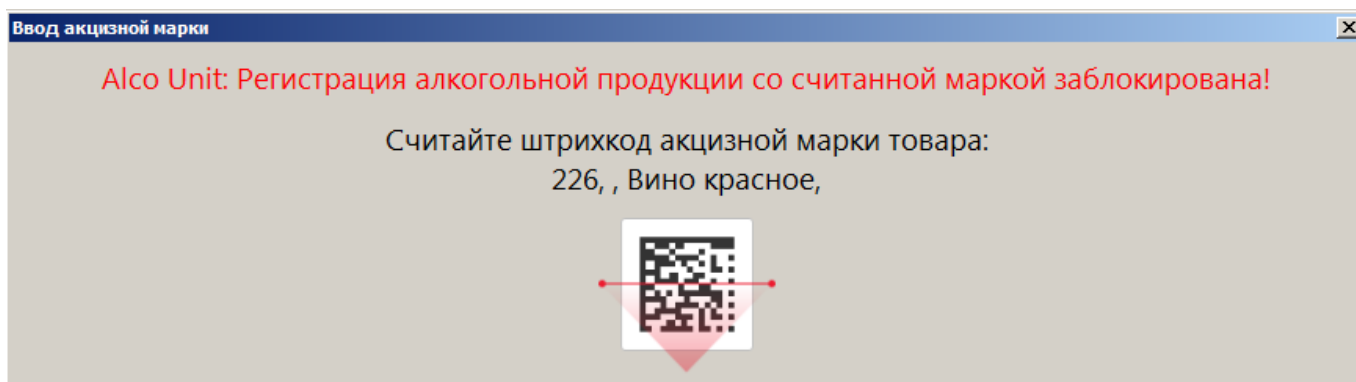 Ввод акцизной марки
Alco Unit: Регистрация алкогольной продукции со считанной маркой заблокирована!
Считайте штрихкод акцизной марки товара:
226, , Вино красное,